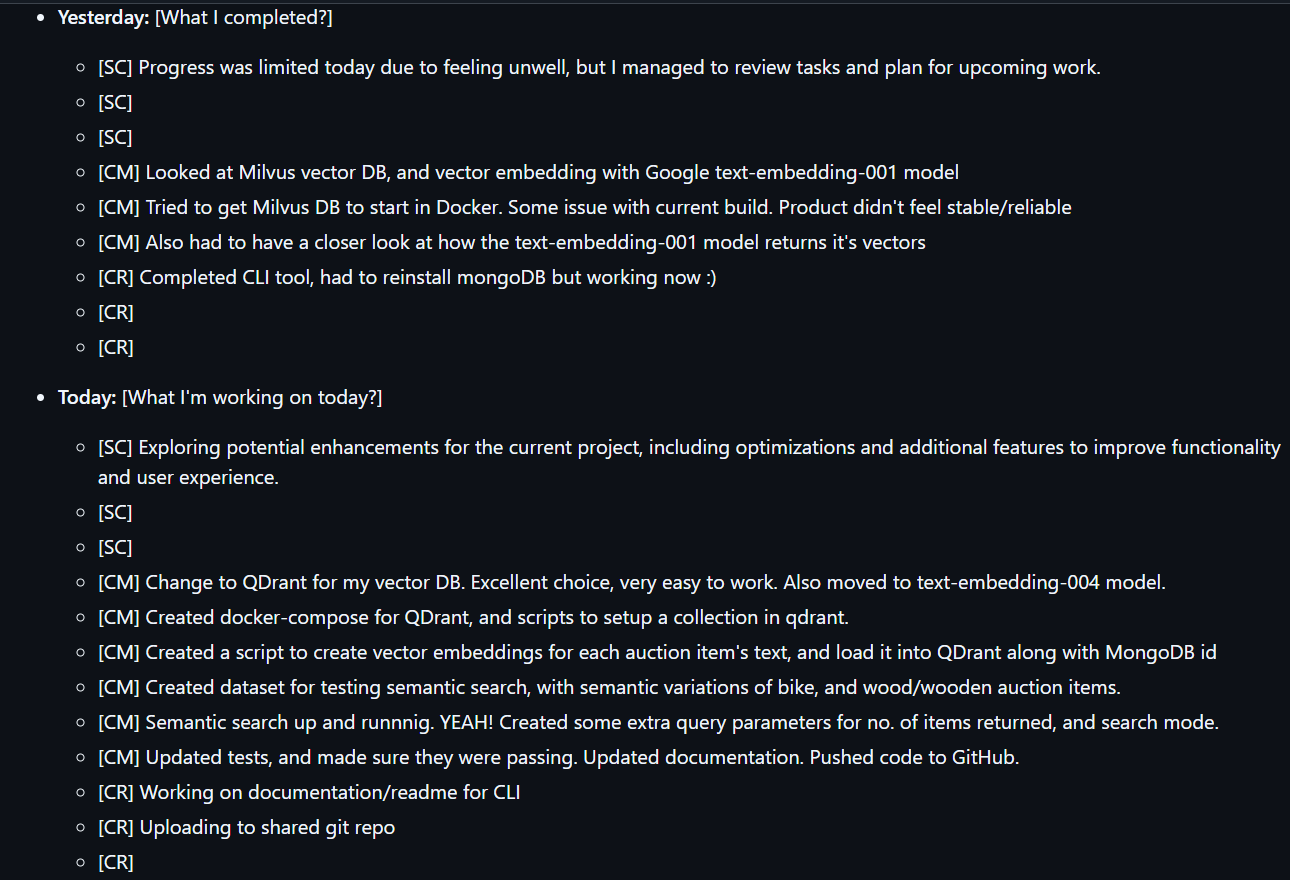 Yesterday: [What I completed?]
[SC] Progress was limited today due to feeling unwell, but I managed to review tasks and plan for upcoming work.
[SC]
[SC]
[CM] Looked at Milvus vector DB, and vector embedding with Google text-embedding-001 model
[CM] Tried to get Milvus DB to start in Docker. Some issue with current build. Product didn't feel stable/reliable
[CM] Also had to have a closer look at how the text-embedding-001 model returns it's vectors
[CR] Completed CLI tool, had to reinstall mongoDB but working now :)
[CR]
[CR]
Today: [What I'm working on today?]
[SC] Exploring potential enhancements for the current project, including optimizations and additional features to improve functionality
and user experience.
[SC]
[SC]
[CM] Change to QDrant for my vector DB. Excellent choice, very easy to work. Also moved to text-embedding-004 model.
[CM] Created docker-compose for QDrant, and scripts to setup a collection in qdrant.
[CM] Created a script to create vector embeddings for each auction item's text, and load it into QDrant along with MongoDB id
[CM] Created dataset for testing semantic search, with semantic variations of bike, and wood/wooden auction items.
[CM] Semantic search up and runnnig. YEAH! Created some extra query parameters for no. of items returned, and search mode.
[CM] Updated tests, and made sure they were passing. Updated documentation. Pushed code to GitHub.
[CR] Working on documentation/readme for CLI
[CR] Uploading to shared git repo
[CR]